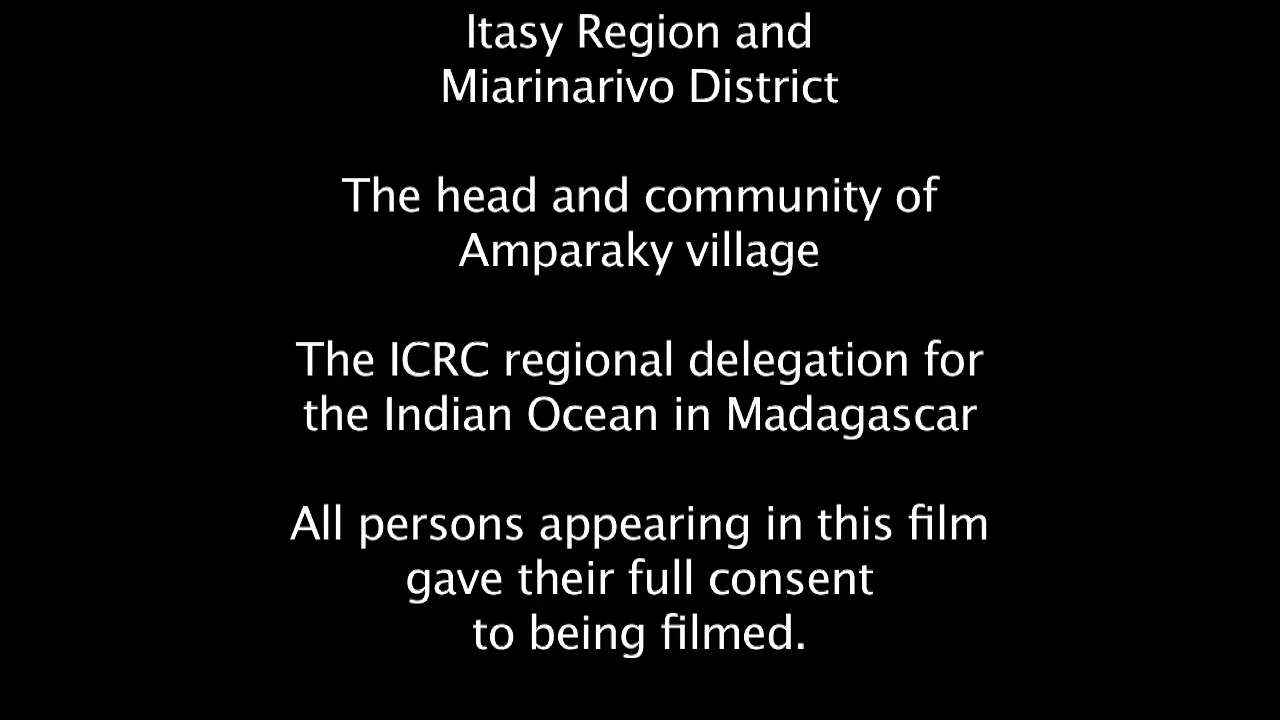 Itasy Region and
Miarinarivo District
The head and community of
Amparaky village
The ICRC regional delegation for
the Indian Ocean in Madagascar
All persons appearing in this film
gave their full consent
to being filmed.